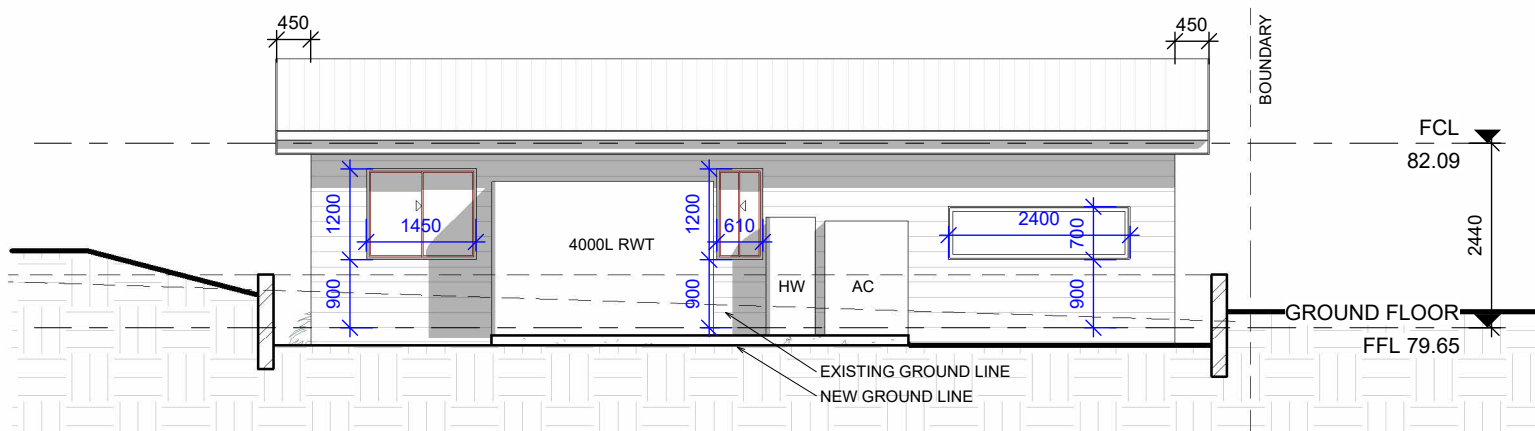 450
450
BOUNDARY
FCL
82.09
1200
1450
1200
610
2400
700
2440
4000L RWT
HW
AC
900
900
900
GROUND FLOOR
FFL 79.65
EXISTING GROUND LINE
NEW GROUND LINE